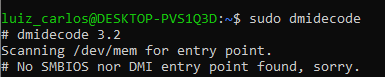 luiz_carlos@DESKTOP-PVS1Q3D:~$ sudo dmidecode
# dmidecode 3.2
Scanning /dev/mem for entry point.
# No SMBIOS nor DMI entry point found, sorry.